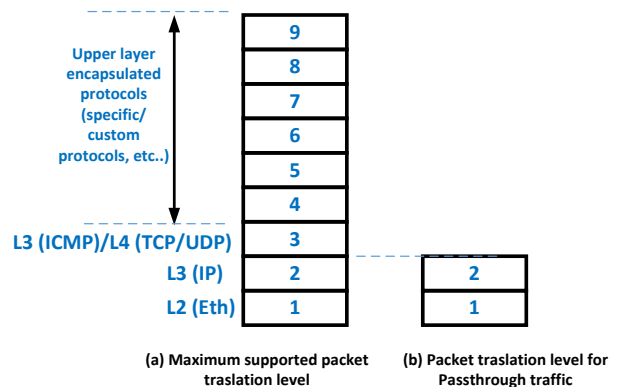 Upper layer
encapsulated
protocols
(specific/
custom
protocols, etc..)
9
8
7
6
5
4
L3 (ICMP)/L4 (TCP/UDP)
3
L3 (IP)
2
2
L2 (Eth)
1
1
(a) Maximum supported packet
traslation level
(b) Packet traslation level for
Passthrough traffic